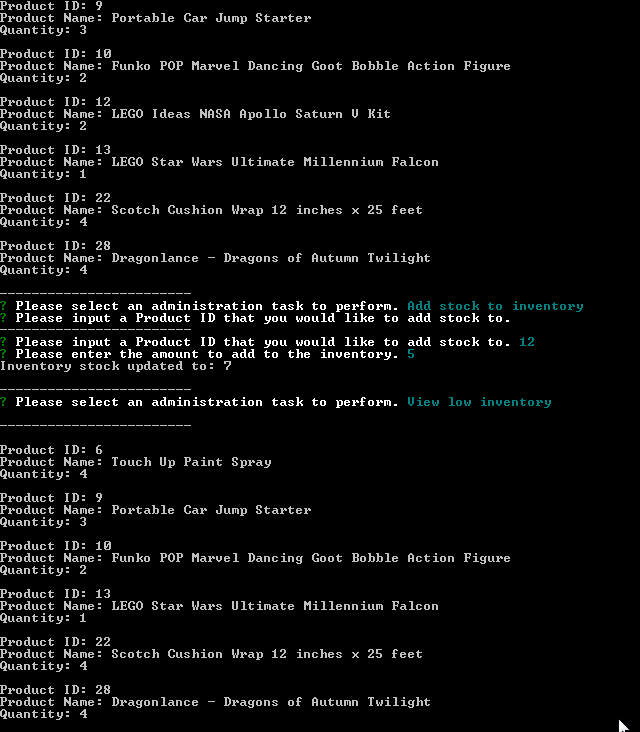 Product ID: 9
Product Name: Portable Car Jump Starter
Quantity: 3
Product ID: 10
Product Name: Funko POP Marvel Dancing Goot Bobble Action Figure
Quantity: 2
Product ID: 12
Product Name: LEGO Ideas NASA Apollo Saturn V Kit
Quantity: 2
Product ID: 13
Product Name: LEGO Star Wars Ultimate Millennium Falcon
Quantity: 1
Product ID: 22
Product Name: Scotch Cushion Wrap 12 inches x 25 feet
Quantity: 4
Product ID: 28
Product Name: Dragonlance - Dragons of Autumn Twilight
Quantity: 4
------------------------
? Please select an administration task to perform. Add stock to inventory
? Please input a Product ID that you would like to add stock to.
------------------------
? Please input a Product ID that you would like to add stock to. 12
? Please enter the amount to add to the inventory. 5
Inventory stock updated to: 7
------------------------
? Please select an administration task to perform. View low inventory
------------------------
Product ID: 6
Product Name: Touch Up Paint Spray
Quantity: 4
Product ID: 9
Product Name: Portable Car Jump Starter
Quantity: 3
Product ID: 10
Product Name: Funko POP Marvel Dancing Goot Bobble Action Figure
Quantity: 2
Product ID: 13
Product Name: LEGO Star Wars Ultimate Millennium Falcon
Quantity: 1
Product ID: 22
Product Name: Scotch Cushion Wrap 12 inches x 25 feet
Quantity: 4
Product ID: 28
Product Name: Dragonlance - Dragons of Autumn Twilight
Quantity: 4